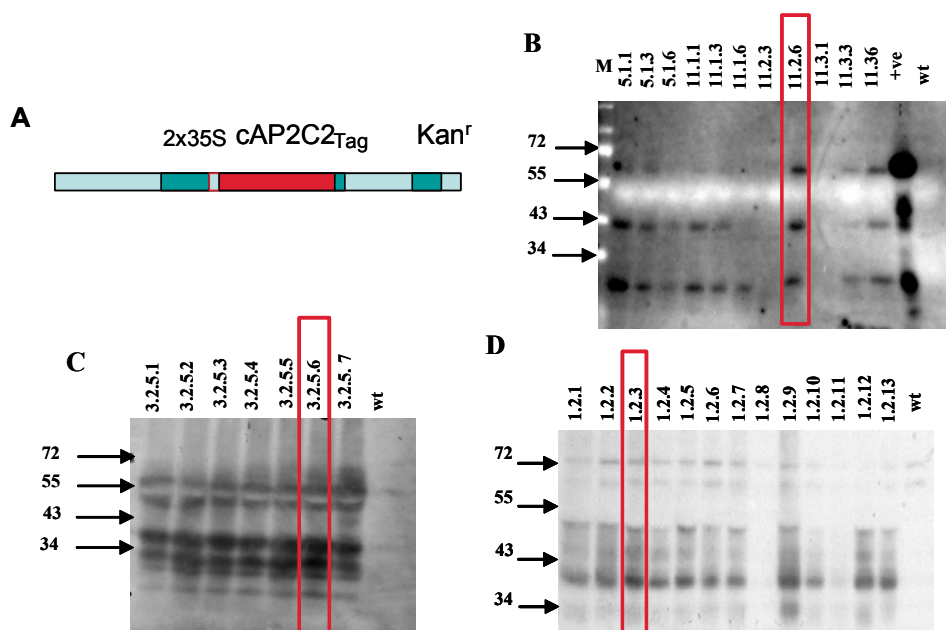 A
2x35S cAP2C2Tag Kanr
B
M 5.1.1 5.1.3 5.1.6 11.1.1 11.1.3 11.1.6 11.2.3 11.2.6 11.3.1 11.3.3 11.36 +ve wt
72
55
43
34
C
3.2.5.1 3.2.5.2 3.2.5.3 3.2.5.4 3.2.5.5 3.2.5.6 3.2.5.7 wt
72
55
43
34
D
1.2.1 1.2.2 1.2.3 1.2.4 1.2.5 1.2.6 1.2.7 1.2.8 1.2.9 1.2.10 1.2.11 1.2.12 1.2.13 wt
72
55
43
34